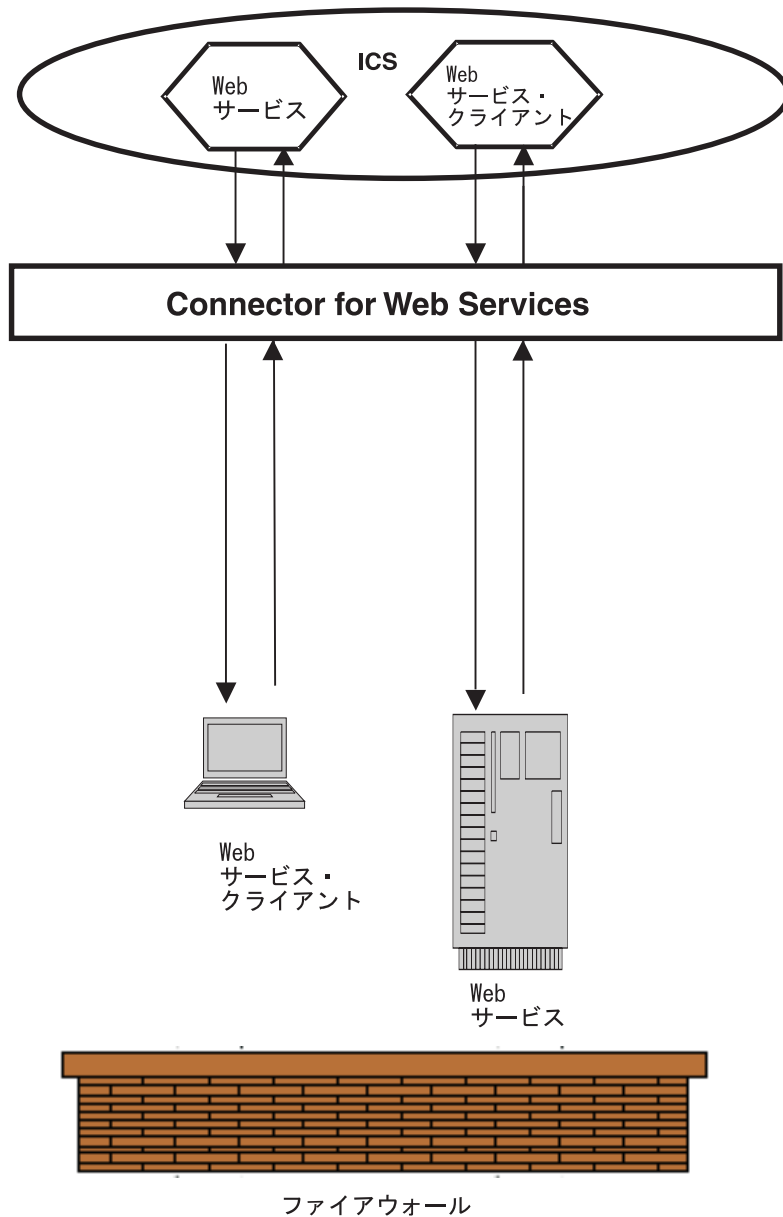 ICS
Web
サービス
Web
サービス・
クライアント
Connector for Web Services
Web
サービス・
クライアント
Web
サービス
ファイアウォール